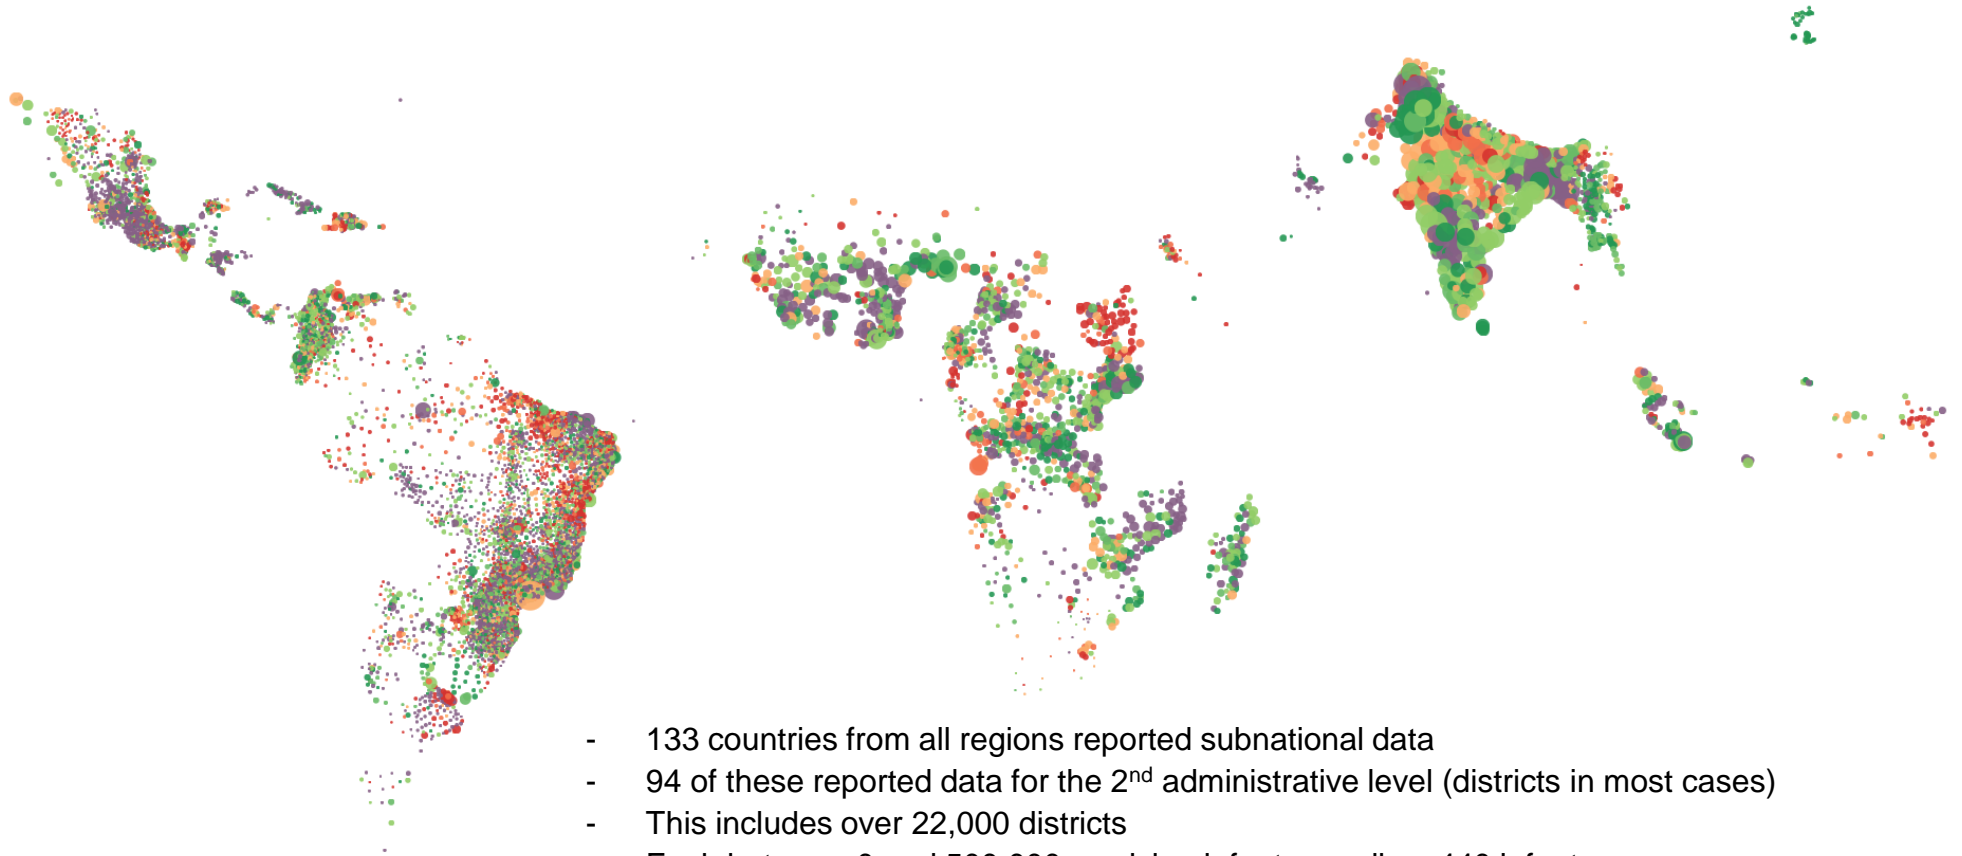 - 133 countries from all regions reported subnational data
- 94 of these reported data for the 2nd administrative level (districts in most cases)
- This includes over 22,000 districts